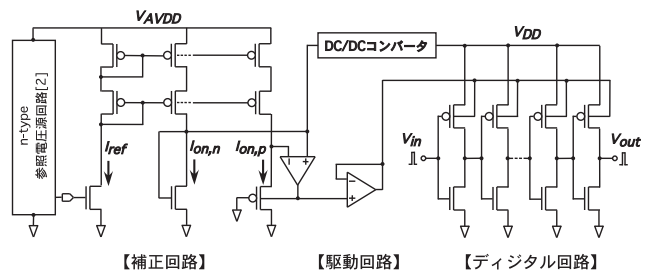 V_AVDD
n-type
参照電圧源回路[2]
I_ref
I_on,n
I_on,p
DC/DCコンバータ
V_DD
V_in
V_out
− +
−
+
【補正回路】
【駆動回路】
【ディジタル回路】